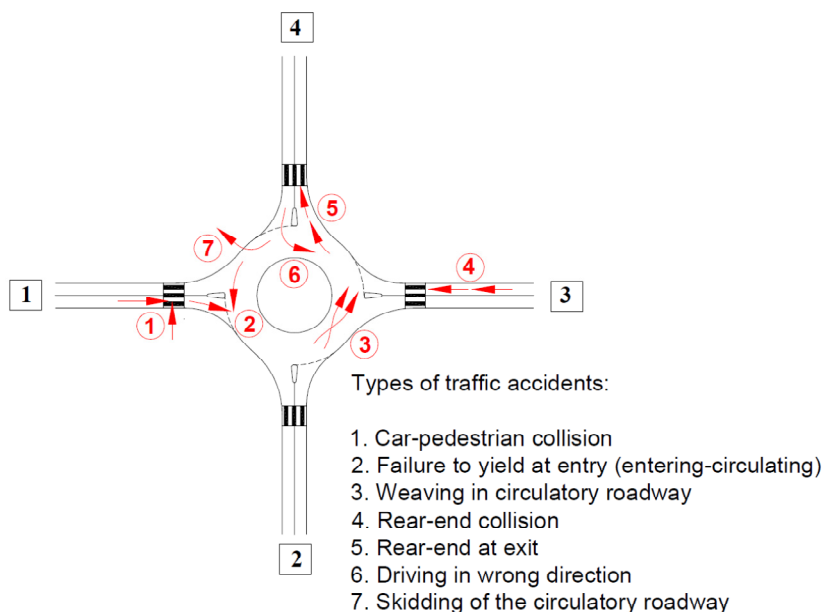 4
5
7
6
4
1
3
1
2
3
Types of traffic accidents:
1. Car-pedestrian collision
2. Failure to yield at entry (entering-circulating)
3. Weaving in circulatory roadway
4. Rear-end collision
5. Rear-end at exit
6. Driving in wrong direction
7. Skidding of the circulatory roadway
2